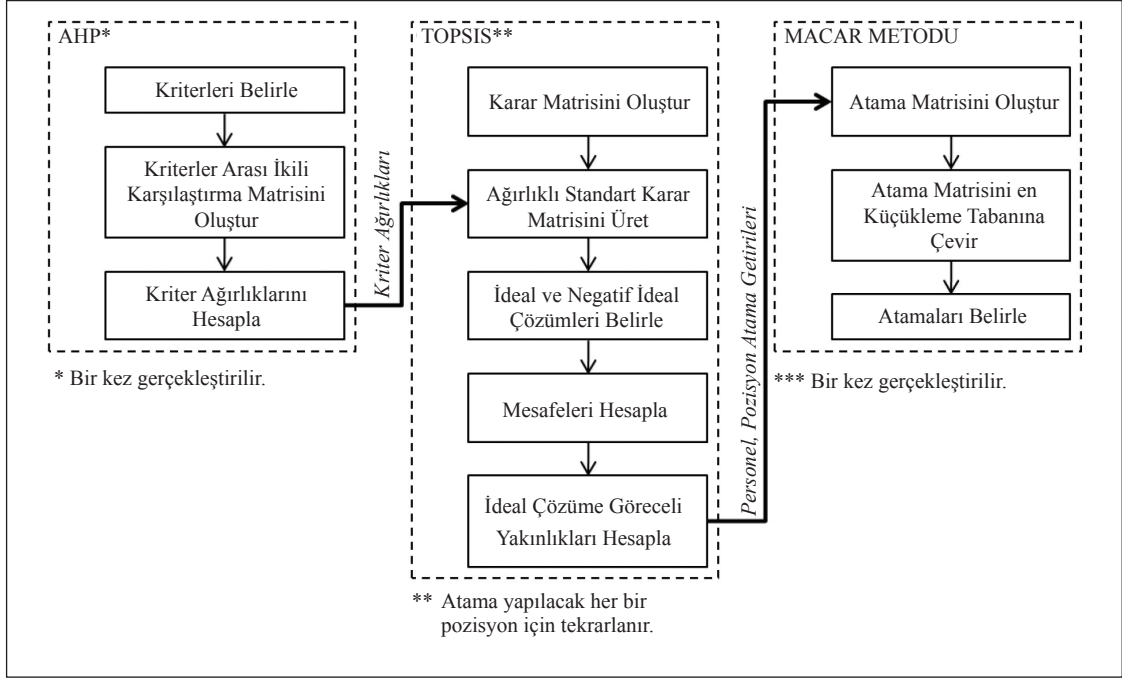 AHP*
Kriterleri Belirle
Kriterler Arası İkili
Karşılaştırma Matrisini
Oluştur
Kriter Ağırlıklarını
Hesapla
* Bir kez gerçekleştirilir.
Kriter Ağırlıkları
TOPSIS**
Karar Matrisini Oluştur
Ağırlıklı Standart Karar
Matrisini Üret
İdeal ve Negatif İdeal
Çözümleri Belirle
Mesafeleri Hesapla
İdeal Çözüme Göreceli
Yakınlıkları Hesapla
** Atama yapılacak her bir
pozisyon için tekrarlanır.
Personel, Pozisyon Atama Getirileri
MACAR METODU
Atama Matrisini Oluştur
Atama Matrisini en
Küçükleme Tabanına
Çevir
Atamaları Belirle
*** Bir kez gerçekleştirilir.